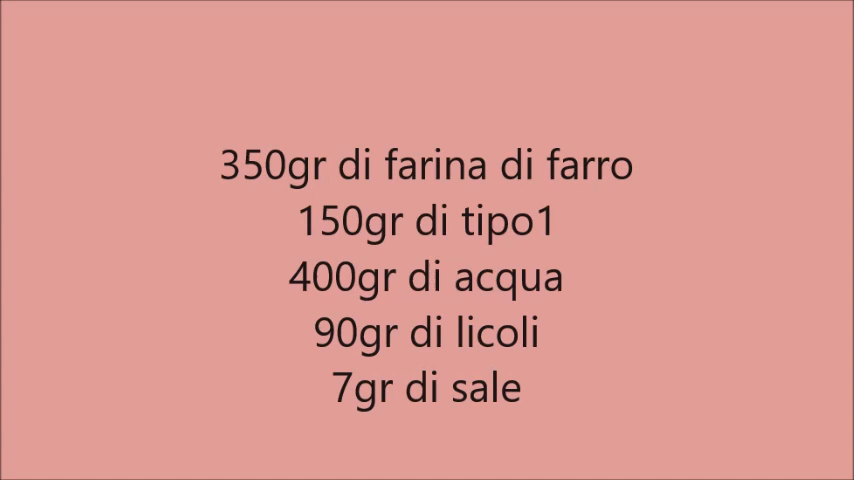 350gr di farina di farro
150gr di tipo1
400gr di acqua
90gr di licoli
7gr di sale